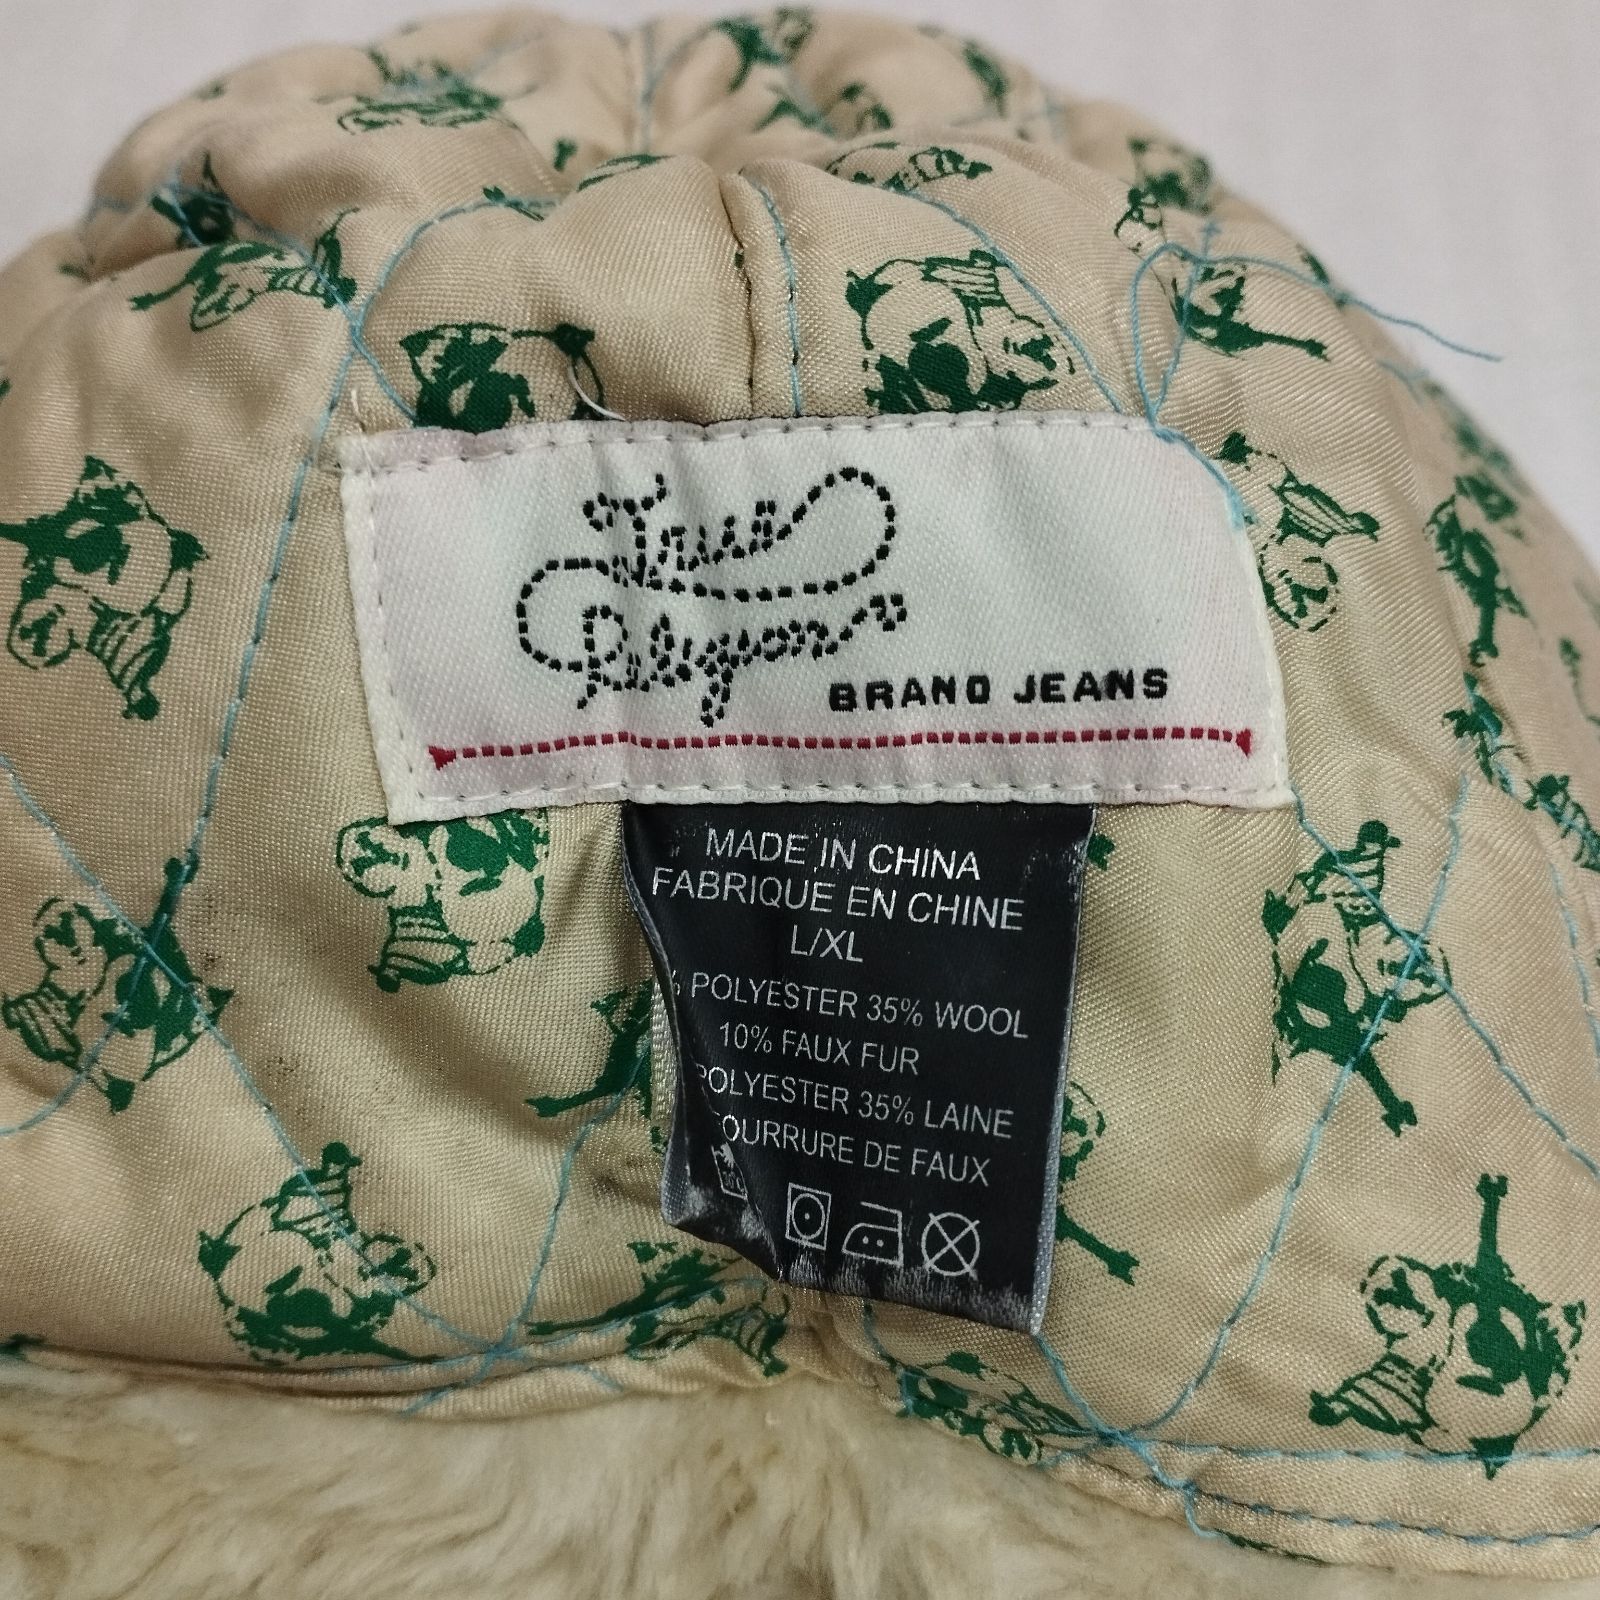 True
Religion
BRAND JEANS
MADE IN CHINA
FABRIQUE EN CHINE
L/XL
% POLYESTER 35% WOOL
10% FAUX FUR
POLYESTER 35% LAINE
FOURRURE DE FAUX